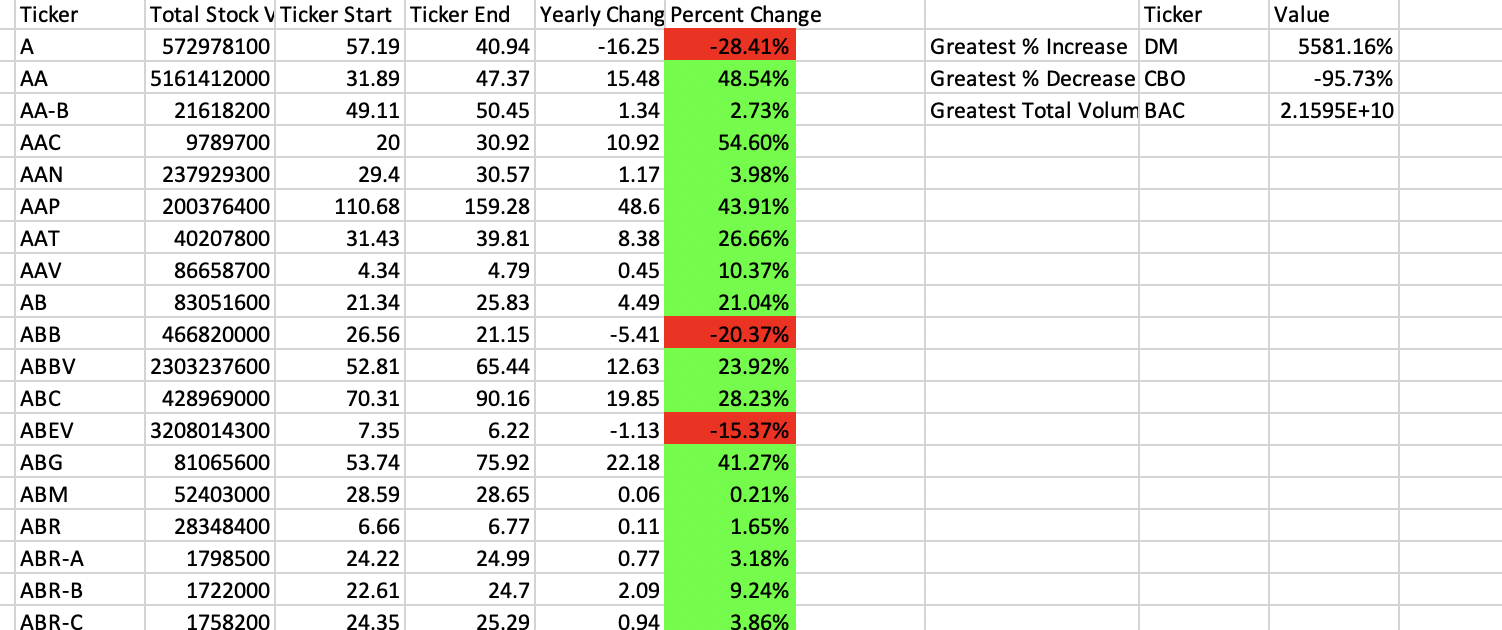 Ticker Total Stock V Ticker Start Ticker End Yearly Chang Percent Change Ticker Value
A 572978100 57.19 40.94 -16.25 -28.41% Greatest % Increase DM 5581.16%
AA 5161412000 31.89 47.37 15.48 48.54% Greatest % Decrease CBO -95.73%
AA-B 21618200 49.11 50.45 1.34 2.73% Greatest Total Volum BAC 2.1595E+10
AAC 9789700 20 30.92 10.92 54.60%
AAN 237929300 29.4 30.57 1.17 3.98%
AAP 200376400 110.68 159.28 48.6 43.91%
AAT 40207800 31.43 39.81 8.38 26.66%
AAV 86658700 4.34 4.79 0.45 10.37%
AB 83051600 21.34 25.83 4.49 21.04%
ABB 466820000 26.56 21.15 -5.41 -20.37%
ABBV 2303237600 52.81 65.44 12.63 23.92%
ABC 428969000 70.31 90.16 19.85 28.23%
ABEV 3208014300 7.35 6.22 -1.13 -15.37%
ABG 81065600 53.74 75.92 22.18 41.27%
ABM 52403000 28.59 28.65 0.06 0.21%
ABR 28348400 6.66 6.77 0.11 1.65%
ABR-A 1798500 24.22 24.99 0.77 3.18%
ABR-B 1722000 22.61 24.7 2.09 9.24%
ABR-C 1758200 24.35 25.29 0.94 3.86%